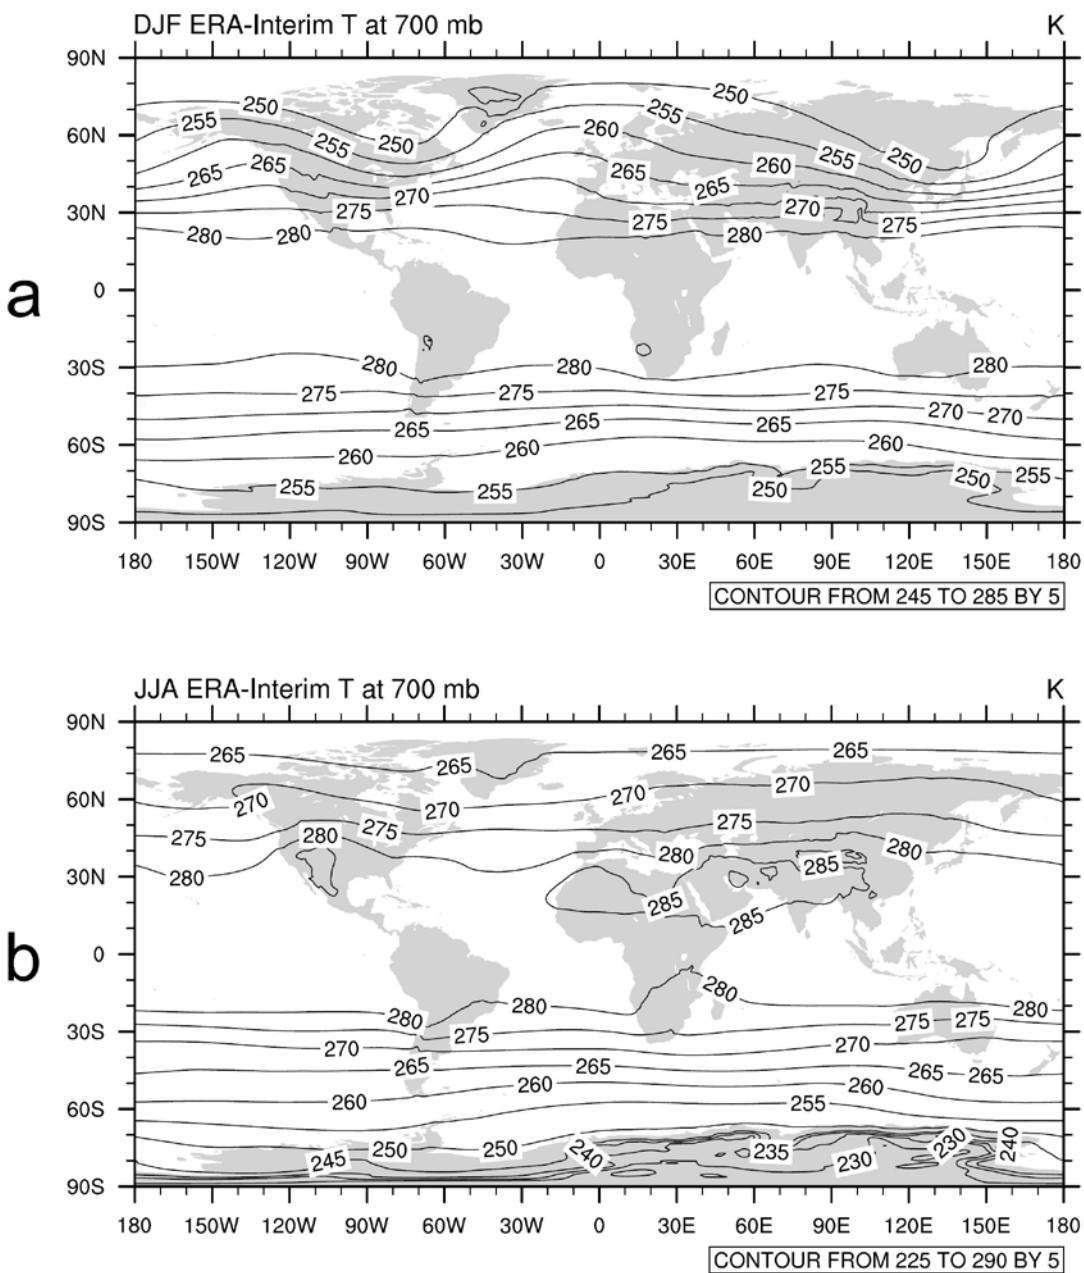 DJF ERA-Interim T at 700 mb K
90N
250 250
255 255
60N 255 250 260 260 255 250
265 265 265 265
270 270
30N 275 275 275
280 280 280
a
0
30S 280 280 280
275 275 275
265 265 265 270 270
60S 260 260 260
255 255 255 255
250 250
90S
180 150W 120W 90W 60W 30W 0 30E 60E 90E 120E 150E 180
CONTOUR FROM 245 TO 285 BY 5
JJA ERA-Interim T at 700 mb K
90N
265 265 265 265
270 270 270 270
60N
275 275 275
280 280 280
30N 280 285 285 285
b
0
280 280 280 280
30S 275 275 275
270 270
265 265 265 265
260 260 260
60S 255
250 250 245 240 235 230 230 240
90S
180 150W 120W 90W 60W 30W 0 30E 60E 90E 120E 150E 180
CONTOUR FROM 225 TO 290 BY 5